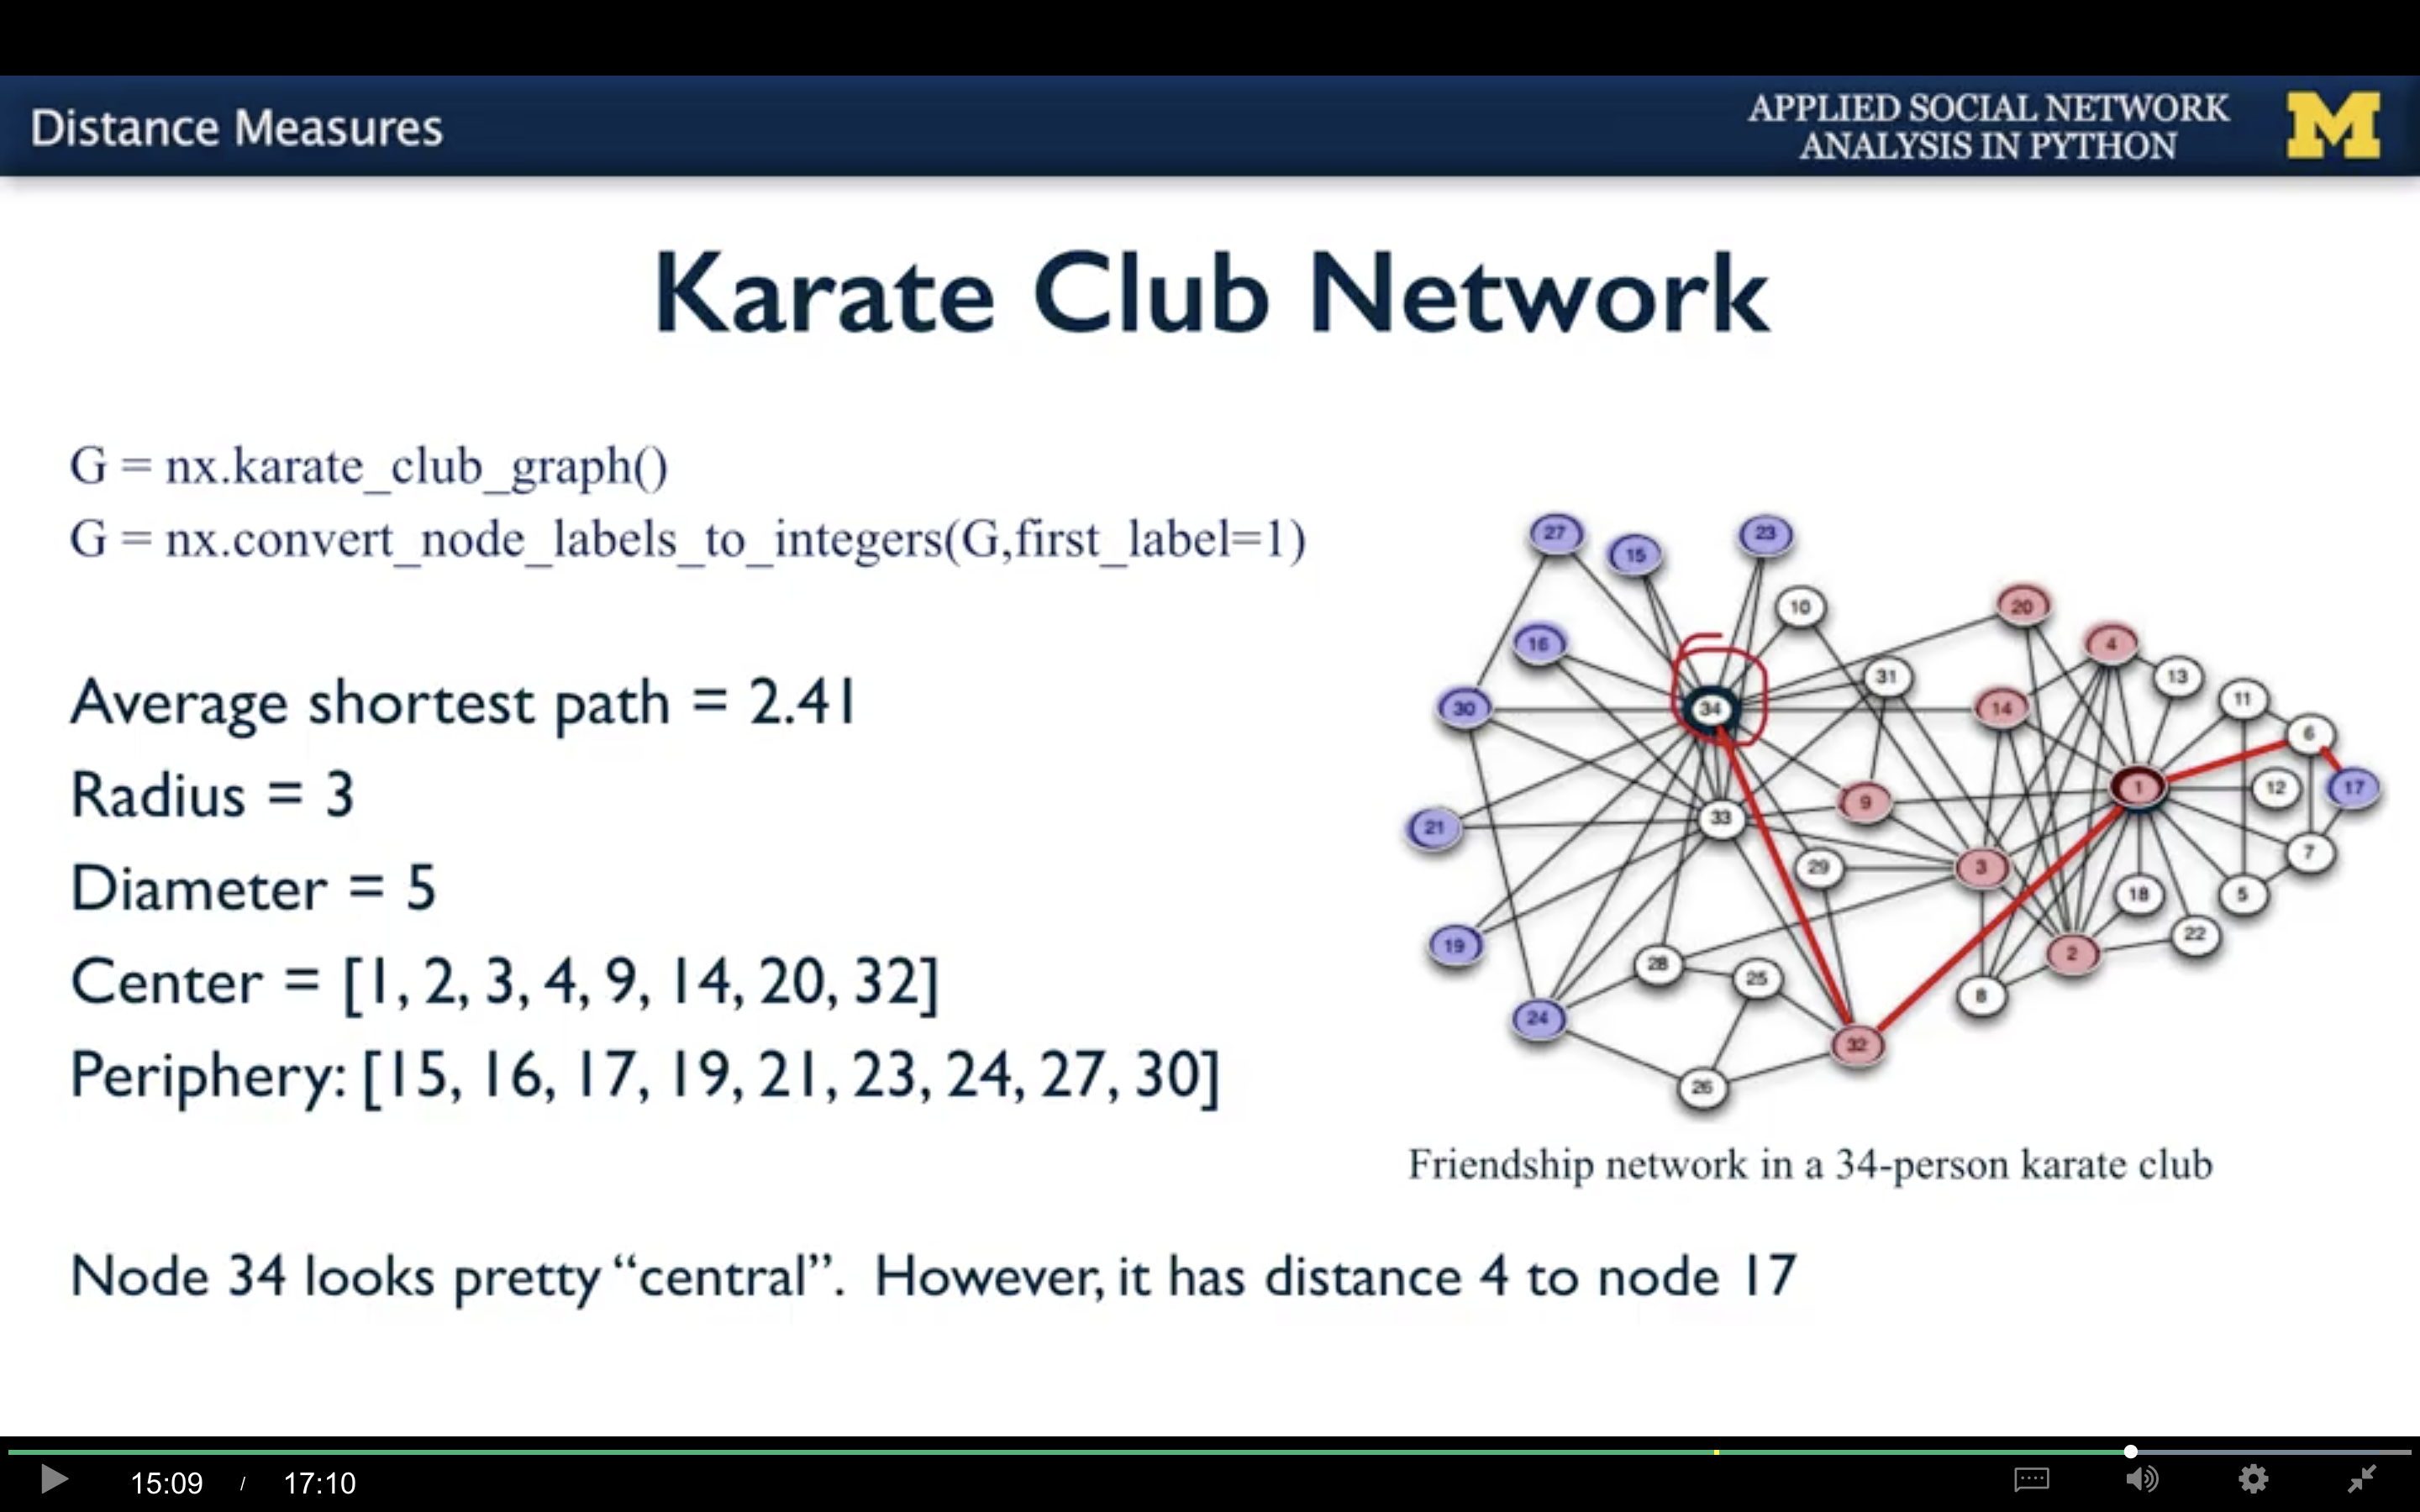 Distance Measures
APPLIED SOCIAL NETWORK
ANALYSIS IN PYTHON
M
Karate Club Network
G = nx.karate_club_graph()
G = nx.convert_node_labels_to_integers(G,first_label=1)
Average shortest path = 2.41
Radius = 3
Diameter = 5
Center = [1, 2, 3, 4, 9, 14, 20, 32]
Periphery: [15, 16, 17, 19, 21, 23, 24, 27, 30]
27
15
23
10
20
16
4
31
13
11
30
34
14
6
1
12
17
9
33
21
7
29
3
18
5
22
19
2
28
25
8
24
32
26
Friendship network in a 34-person karate club
Node 34 looks pretty “central”. However, it has distance 4 to node 17
15:09 / 17:10